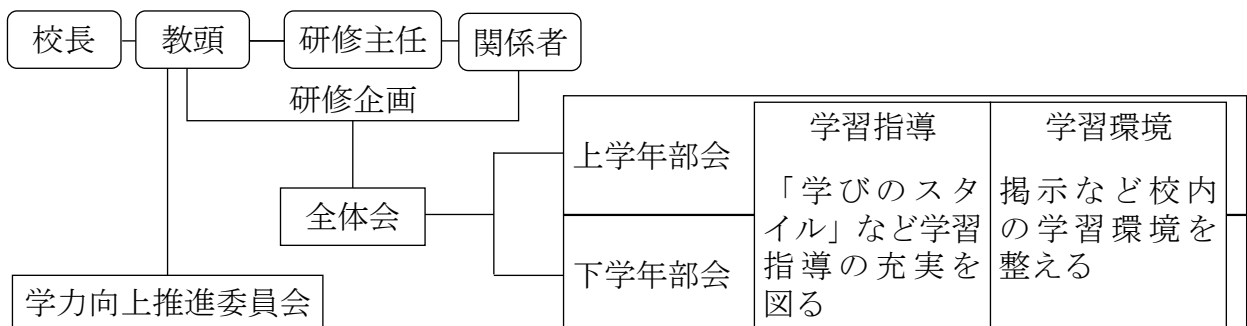 校長
教頭
研修主任
関係者
研修企画
全体会
学力向上推進委員会
上学年部会
下学年部会
学習指導
「学びのスタ
イル」など学習
指導の充実を
図る
学習環境
掲示など校内
の学習環境を
整える